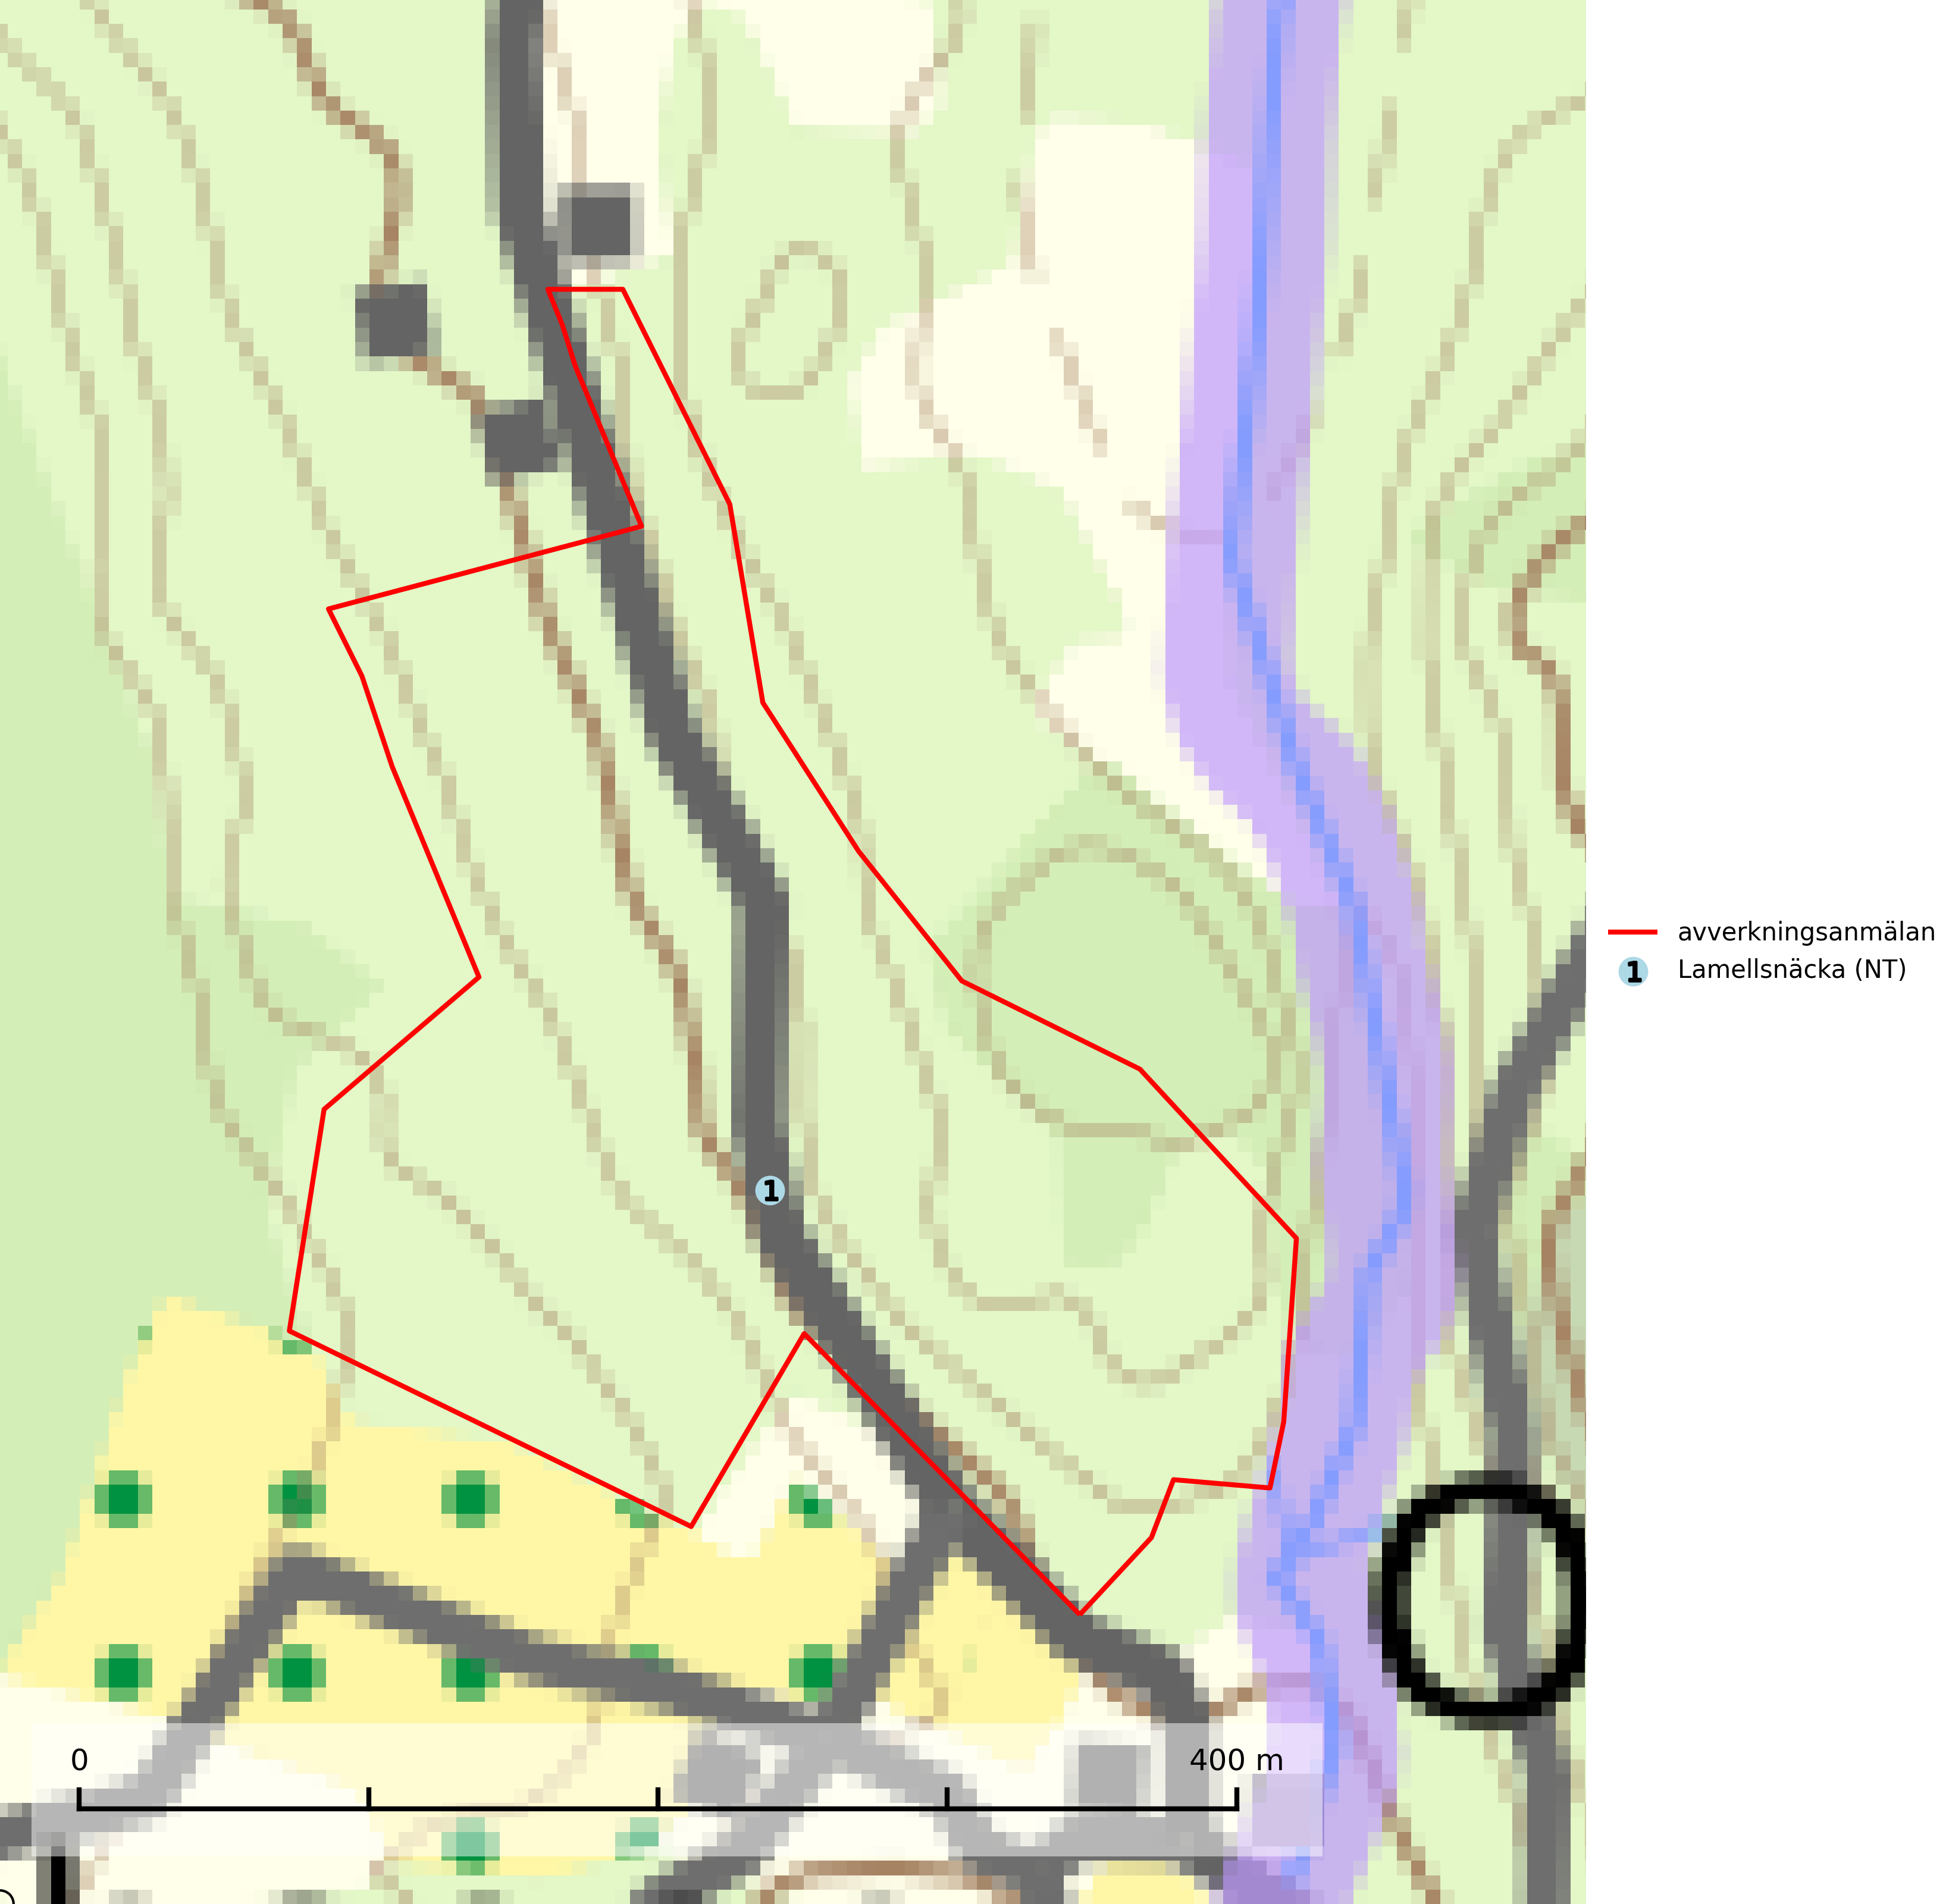 avverkningsanmälan
1 Lamellsnäcka (NT)
1
0 400 m